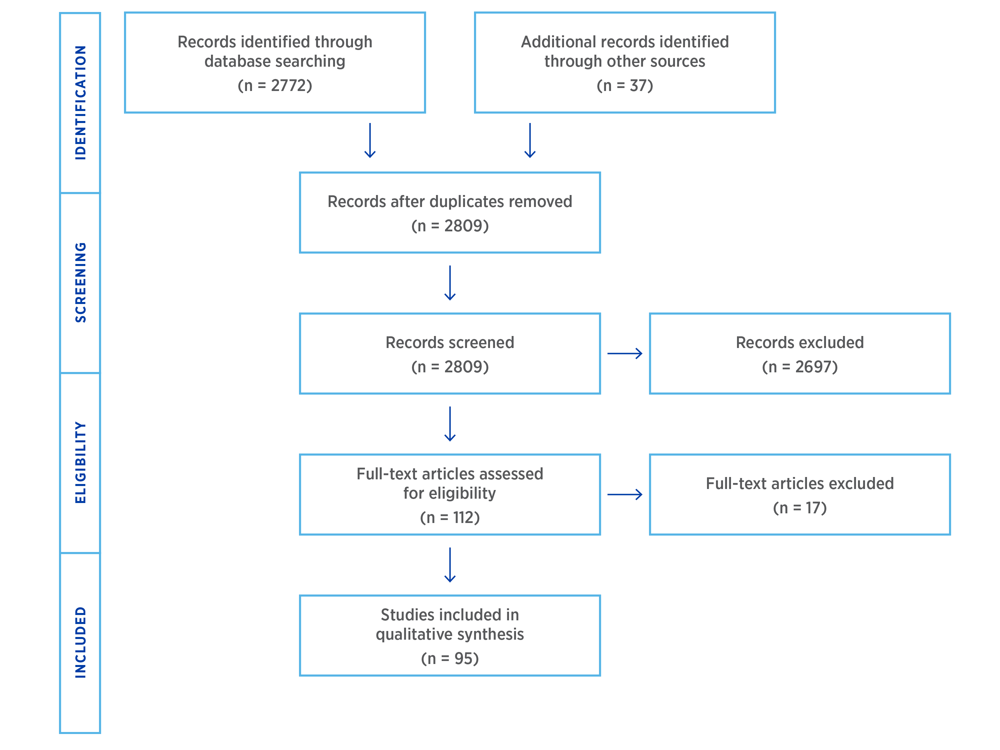 IDENTIFICATION
Records identified through
database searching
(n = 2772)
Additional records identified
through other sources
(n = 37)
Records after duplicates removed
(n = 2809)
SCREENING
Records screened
(n = 2809)
Records excluded
(n = 2697)
ELIGIBILITY
Full-text articles assessed
for eligibility
(n = 112)
Full-text articles excluded
(n = 17)
INCLUDED
Studies included in
qualitative synthesis
(n = 95)